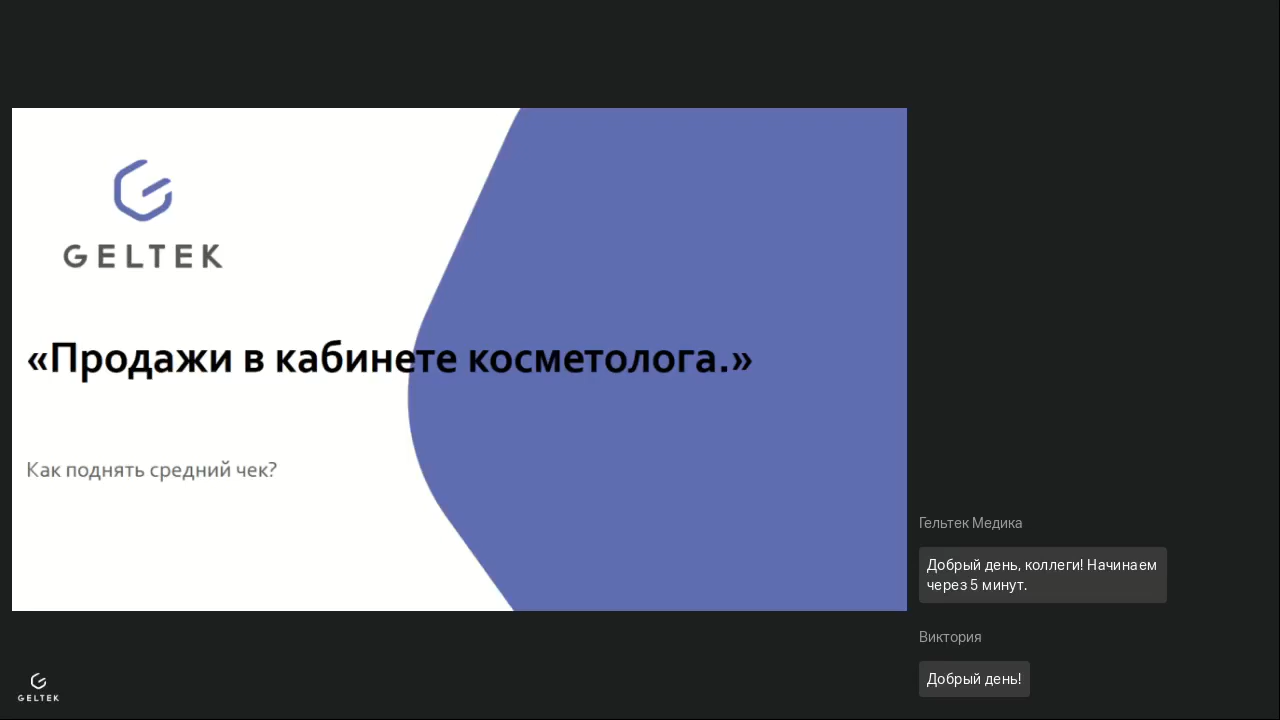 GELTEK
«Продажи в кабинете косметолога.»
Как поднять средний чек?
Гельтек Медика
Добрый день, коллеги! Начинаем
через 5 минут.
Виктория
Добрый день!
GELTEK